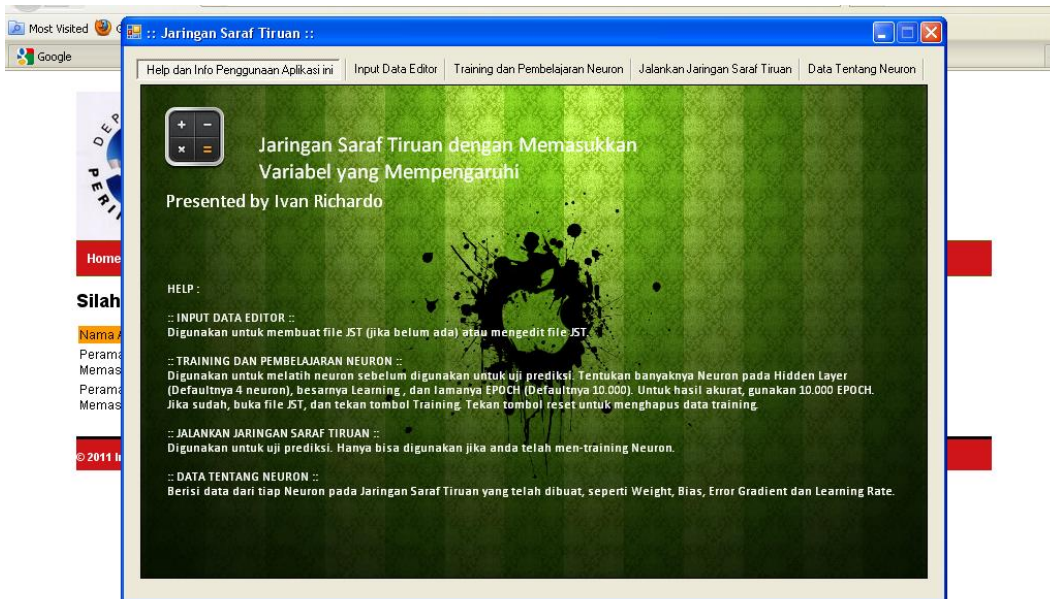 Most Visited
:: Jaringan Saraf Tiruan ::
Google
Help dan Info Penggunaan Aplikasi ini
Input Data Editor
Training dan Pembelajaran Neuron
Jalankan Jaringan Saraf Tiruan
Data Tentang Neuron
DEP
PERI
Home
Silah
Nama A
Perama
Memas
Perama
Memas
© 2011 I
Jaringan Saraf Tiruan dengan Memasukkan
Variabel yang Mempengaruhi
Presented by Ivan Richardo
HELP :
:: INPUT DATA EDITOR ::
Digunakan untuk membuat file JST (jika belum ada) atau mengedit file JST.
:: TRAINING DAN PEMBELAJARAN NEURON ::
Digunakan untuk melatih neuron sebelum digunakan untuk uji prediksi. Tentukan banyaknya Neuron pada Hidden Layer
(Defaultnya 4 neuron), besarnya Learning , dan lamanya EPOCH (Defaultnya 10.000). Untuk hasil akurat, gunakan 10.000 EPOCH.
Jika sudah, buka file JST, dan tekan tombol Training. Tekan tombol reset untuk menghapus data training.
:: JALANKAN JARINGAN SARAF TIRUAN ::
Digunakan untuk uji prediksi. Hanya bisa digunakan jika anda telah men-training Neuron.
:: DATA TENTANG NEURON ::
Berisi data dari tiap Neuron pada Jaringan Saraf Tiruan yang telah dibuat, seperti Weight, Bias, Error Gradient dan Learning Rate.